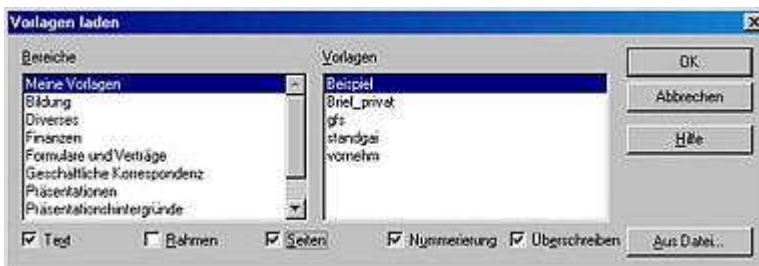 Vorlagen laden
Bereiche
Meine Vorlagen
Bildung
Diverses
Finanzen
Formulare und Verträge
Geschäftliche Korrespondenz
Präsentationen
Präsentationshintergründe
Vorlagen
Beispiel
Brief_privat
gfs
standgai
vornehm
OK
Abbrechen
Hilfe
Text Rahmen Seiten Nummerierung Überschreiben Aus Datei...